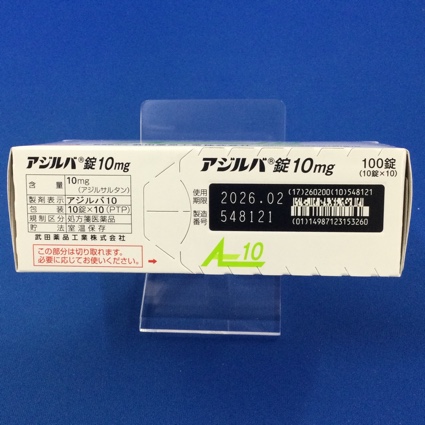 アジルバ®錠10mg
含量 10mg
(アジルサルタン)
製剤表示 アジルバ10
包装 10錠×10(PTP)
規制区分 処方箋医薬品
貯法 室温保存
武田薬品工業株式会社
この部分は切り取れます。
必要に応じてお使いください。
アジルバ®錠10mg
100錠
(10錠×10)
使用期限 2026.02
製造番号 548121
(17)260200(10)548121
(01)14987123153260
10